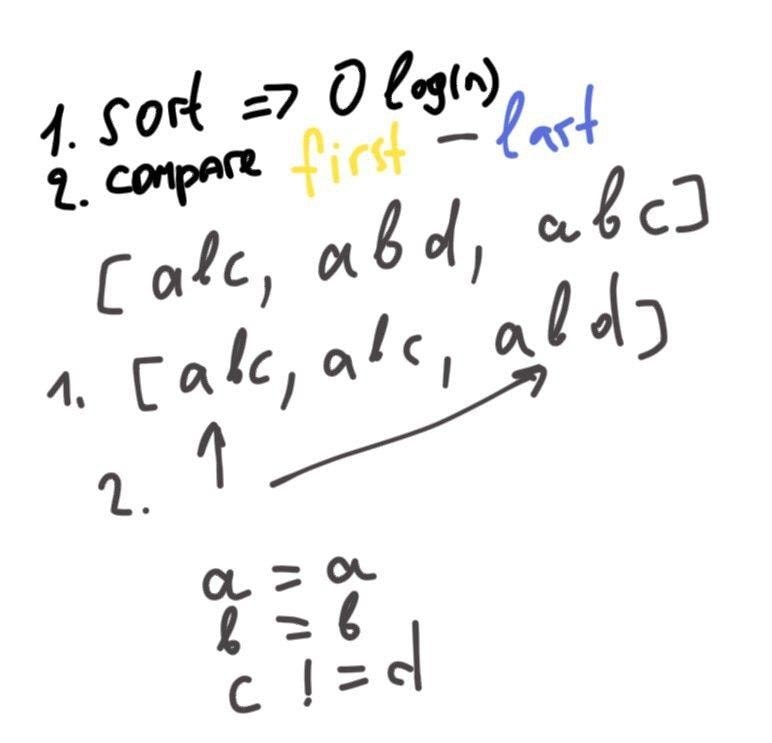 1. sort => O log(n)
2. compare first - last
[abc, abd, abc]
1. [abc, abc, abd]
2.
a = a
b = b
c != d